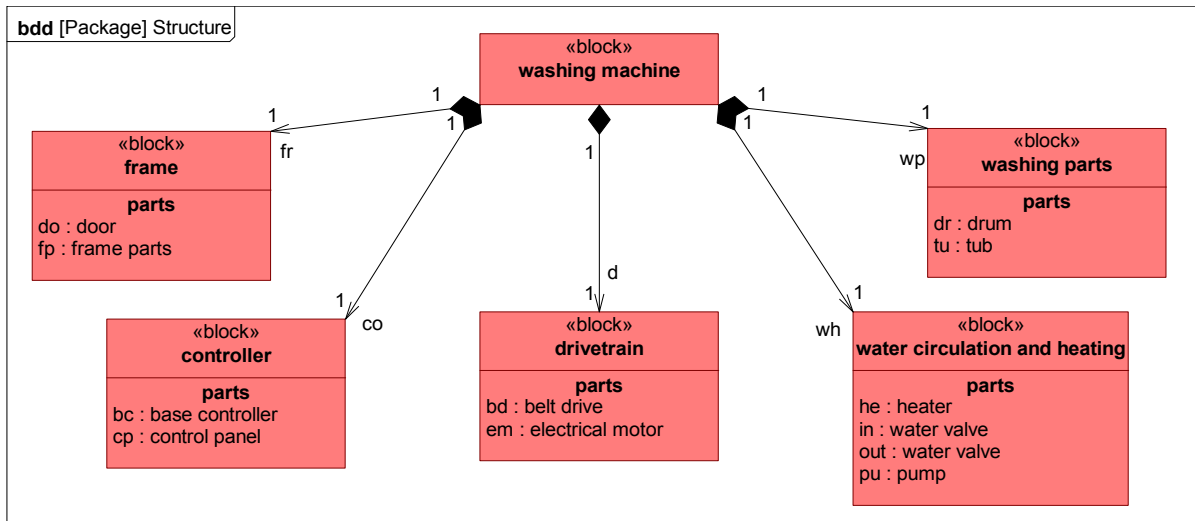 bdd [Package] Structure
«block»
washing machine
1
1
1
1
1
1
fr
«block»
frame
parts
do : door
fp : frame parts
1
wp
«block»
washing parts
parts
dr : drum
tu : tub
1
co
«block»
controller
parts
bc : base controller
cp : control panel
d
1
«block»
drivetrain
parts
bd : belt drive
em : electrical motor
1
wh
«block»
water circulation and heating
parts
he : heater
in : water valve
out : water valve
pu : pump